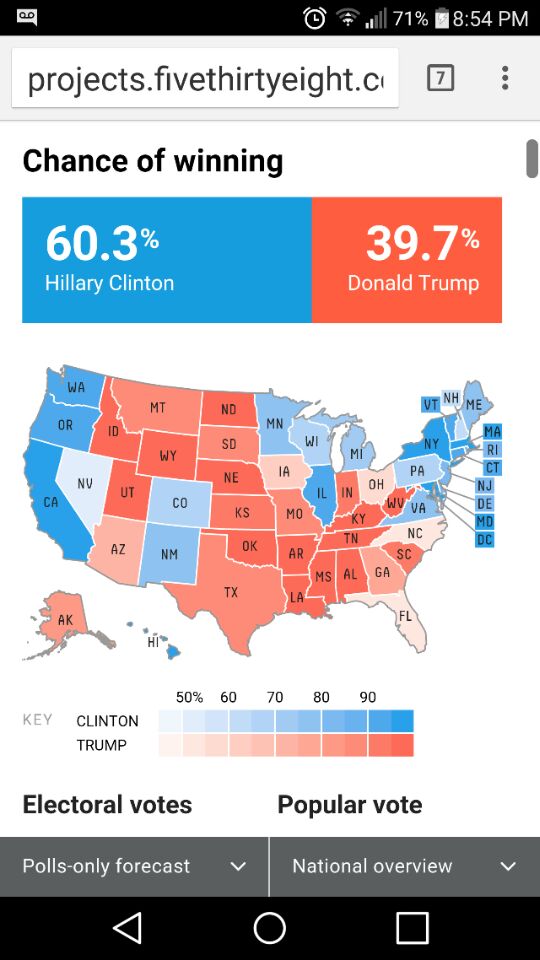 71% 8:54 PM
projects.fivethirtyeight.c
7
Chance of winning
60.3% 39.7%
Hillary Clinton Donald Trump
WA
OR
CA
NV
ID
MT
WY
UT
AZ
CO
NM
ND
SD
NE
KS
OK
TX
MN
IA
MO
AR
LA
WI
IL
MI
IN
OH
KY
TN
MS
AL
GA
FL
SC
NC
WV
VA
PA
NY
VT
NH
ME
MA
RI
CT
NJ
DE
MD
DC
AK
HI
50% 60 70 80 90
KEY CLINTON
TRUMP
Electoral votes Popular vote
Polls-only forecast National overview